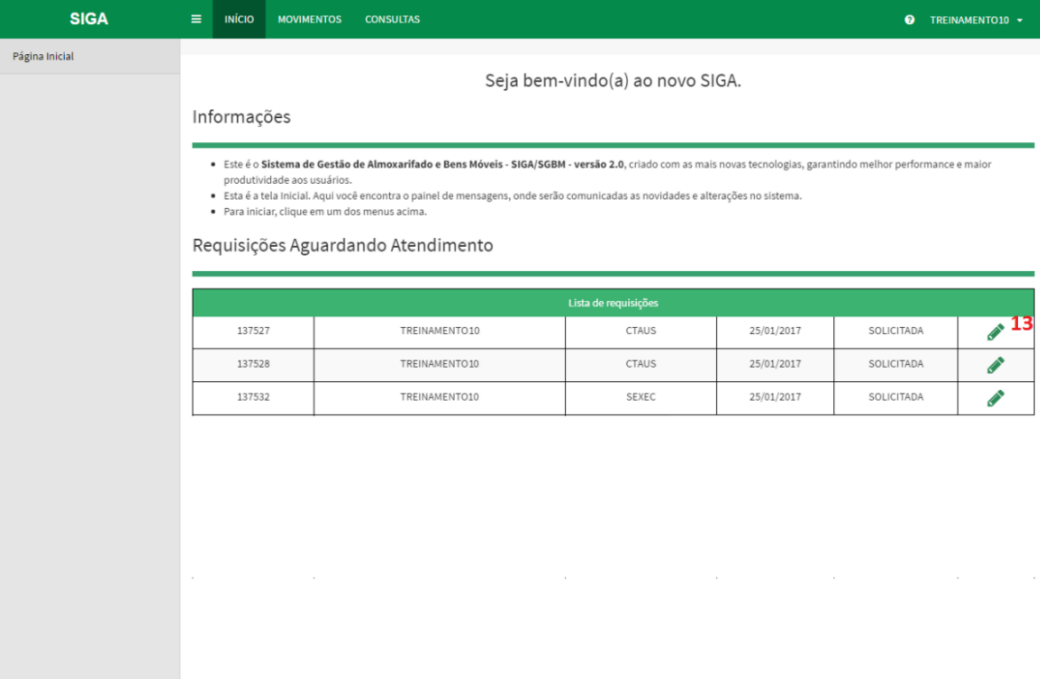 SIGA INÍCIO MOVIMENTOS CONSULTAS TREINAMENTO10
Página Inicial
Seja bem-vindo(a) ao novo SIGA.
Informações
Este é o Sistema de Gestão de Almoxarifado e Bens Móveis - SIGA/SGBM - versão 2.0, criado com as mais novas tecnologias, garantindo melhor performance e maior
produtividade aos usuários.
Esta é a tela Inicial. Aqui você encontra o painel de mensagens, onde serão comunicadas as novidades e alterações no sistema.
Para iniciar, clique em um dos menus acima.
Requisições Aguardando Atendimento
Lista de requisições
137527 TREINAMENTO10 CTAUS 25/01/2017 SOLICITADA 13
137528 TREINAMENTO10 CTAUS 25/01/2017 SOLICITADA
137532 TREINAMENTO10 SEXEC 25/01/2017 SOLICITADA